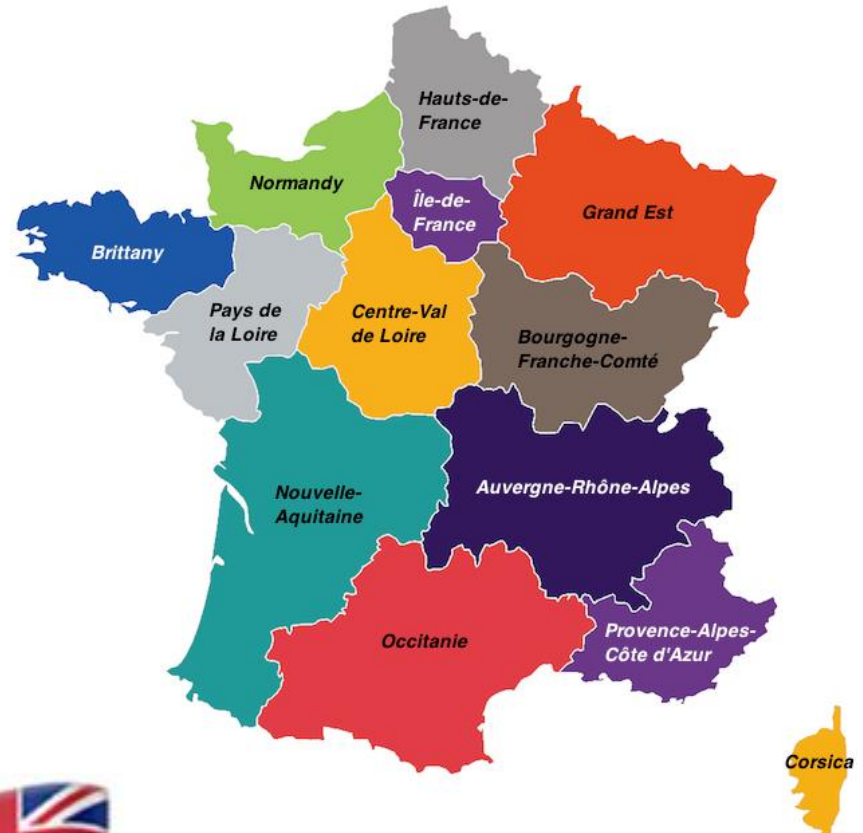 Hauts-de-
France
Normandy
Île-de-
France
Grand Est
Brittany
Pays de
la Loire
Centre-Val
de Loire
Bourgogne-
Franche-Comté
Nouvelle-
Aquitaine
Auvergne-Rhône-Alpes
Occitanie
Provence-Alpes-
Côte d'Azur
Corsica